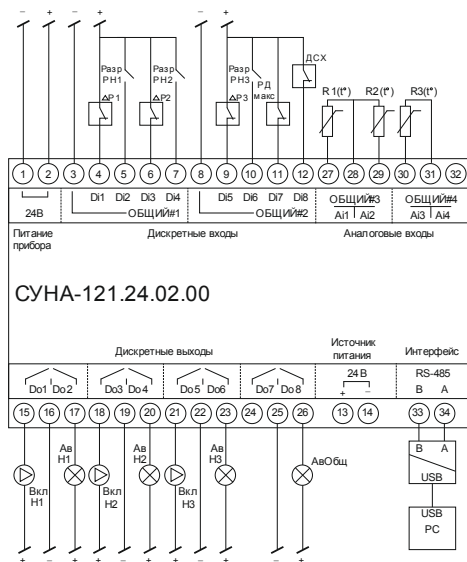 – + – + – +
Разр РН1
Разр РН2
Разр РН3
РД макс
ДСХ
ΔP1
ΔP2
ΔP3
R1(t°) R2(t°) R3(t°)
1 2 3 4 5 6 7 8 9 10 11 12 27 28 29 30 31 32
24В
Di1 Di2 Di3 Di4
ОБЩИЙ#1
Di5 Di6 Di7 Di8
ОБЩИЙ#2
ОБЩИЙ#3
Ai1 Ai2
ОБЩИЙ#4
Ai3 Ai4
Питание прибора
Дискретные входы
Аналоговые входы
СУНА-121.24.02.00
Дискретные выходы
Источник питания
Интерфейс
Do1 Do2 Do3 Do4 Do5 Do6 Do7 Do8
24В
+ –
RS-485
B A
15 16 17 18 19 20 21 22 23 24 25 26 13 14 33 34
Вкл Н1
Ав Н1
Вкл Н2
Ав Н2
Вкл Н3
Ав Н3
АвОбщ
B A
USB
USB
PC
+ – + + – + + – + – +